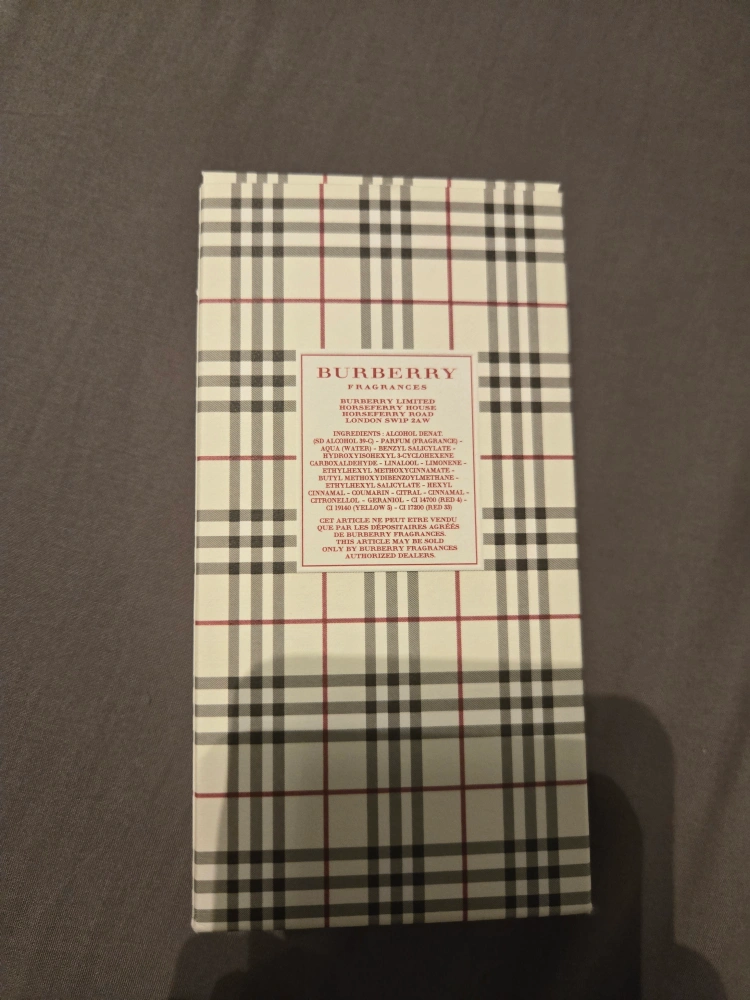 BURBERRY
FRAGRANCES
BURBERRY LIMITED
HORSEFERRY HOUSE
HORSEFERRY ROAD
LONDON SW1P 2AW
INGREDIENTS : ALCOHOL DENAT.
(SD ALCOHOL 39-C) - PARFUM (FRAGRANCE) -
AQUA (WATER) - BENZYL SALICYLATE -
HYDROXYISOHEXYL 3-CYCLOHEXENE
CARBOXALDEHYDE - LINALOOL - LIMONENE -
ETHYLHEXYL METHOXYCINNAMATE -
BUTYL METHOXYDIBENZOYLMETHANE -
ETHYLHEXYL SALICYLATE - HEXYL
CINNAMAL - COUMARIN - CITRAL - CINNAMAL -
CITRONELLOL - GERANIOL - CI 14700 (RED 4) -
CI 19140 (YELLOW 5) - CI 17200 (RED 33)
CET ARTICLE NE PEUT ETRE VENDU
QUE PAR LES DÉPOSITAIRES AGRÉÉS
DE BURBERRY FRAGRANCES.
THIS ARTICLE MAY BE SOLD
ONLY BY BURBERRY FRAGRANCES
AUTHORIZED DEALERS.